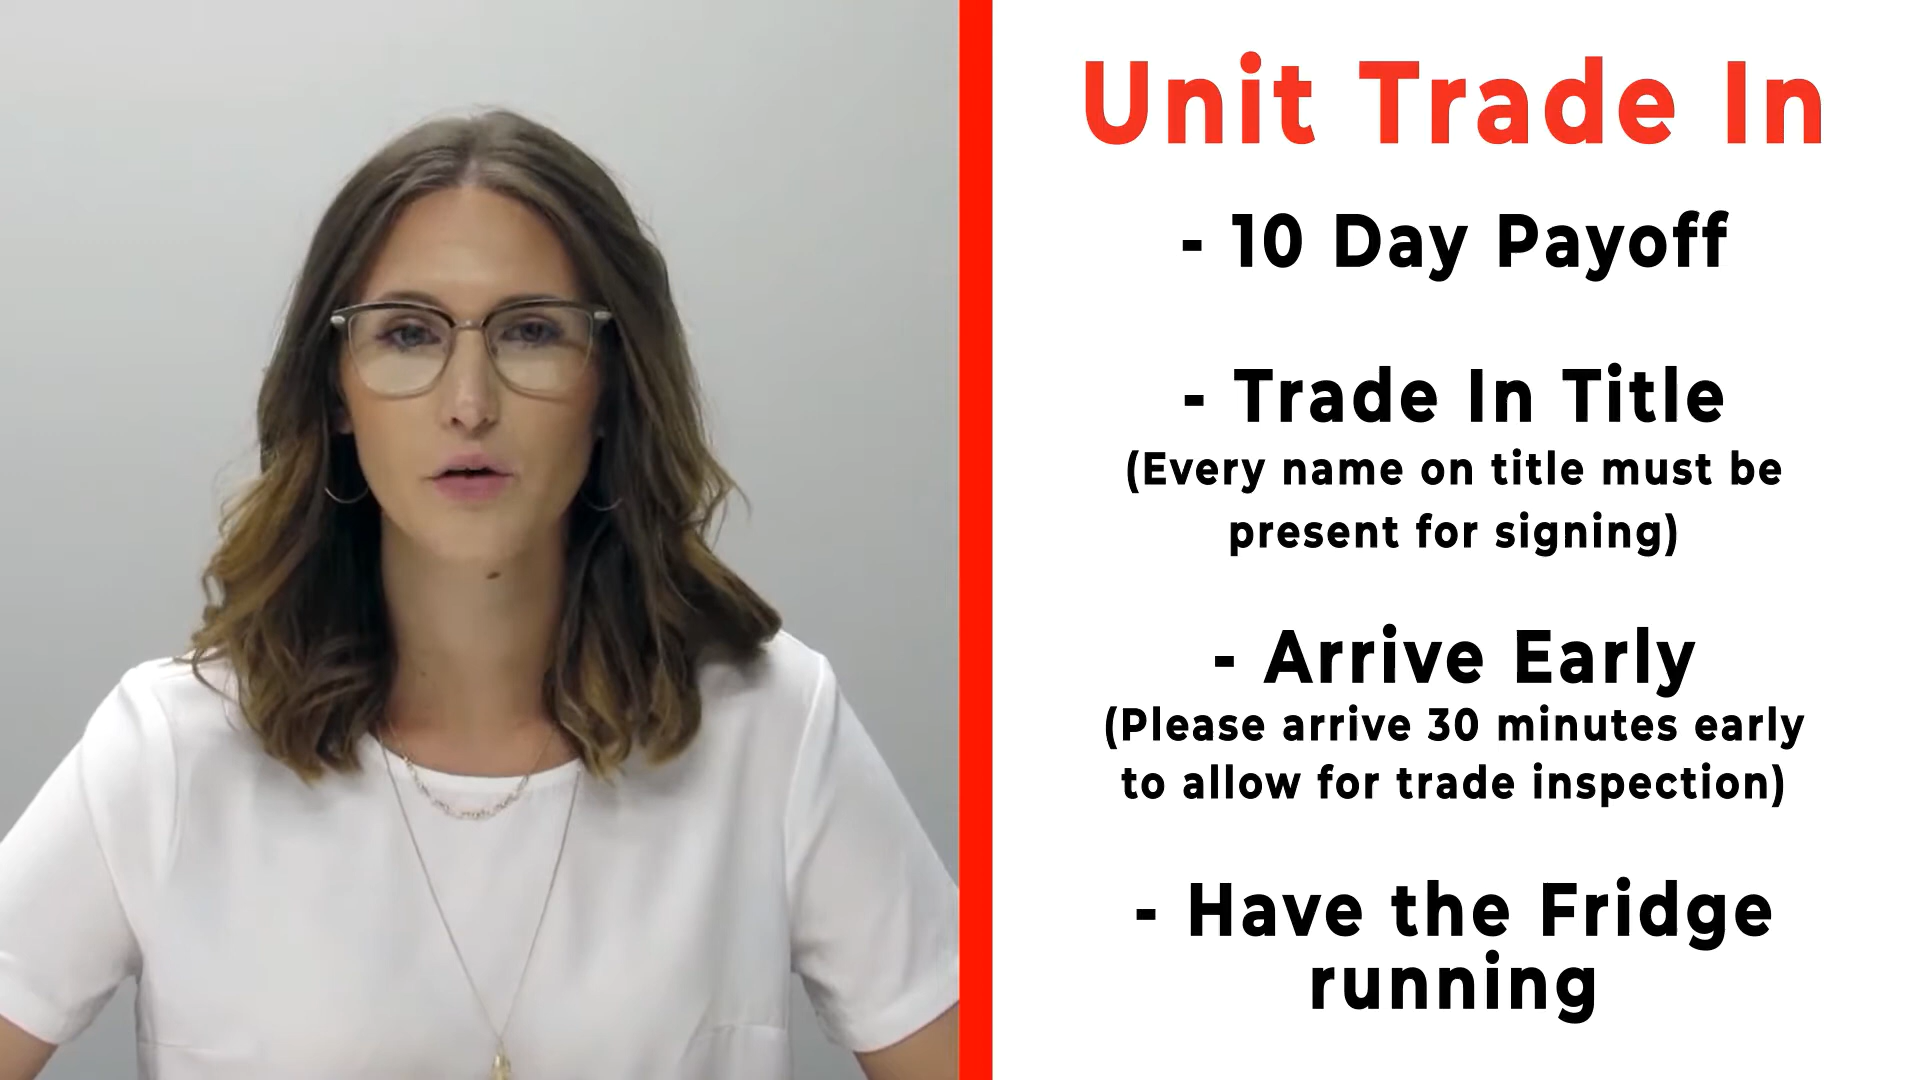 Unit Trade In
- 10 Day Payoff
- Trade In Title
(Every name on title must be
present for signing)
- Arrive Early
(Please arrive 30 minutes early
to allow for trade inspection)
- Have the Fridge
running